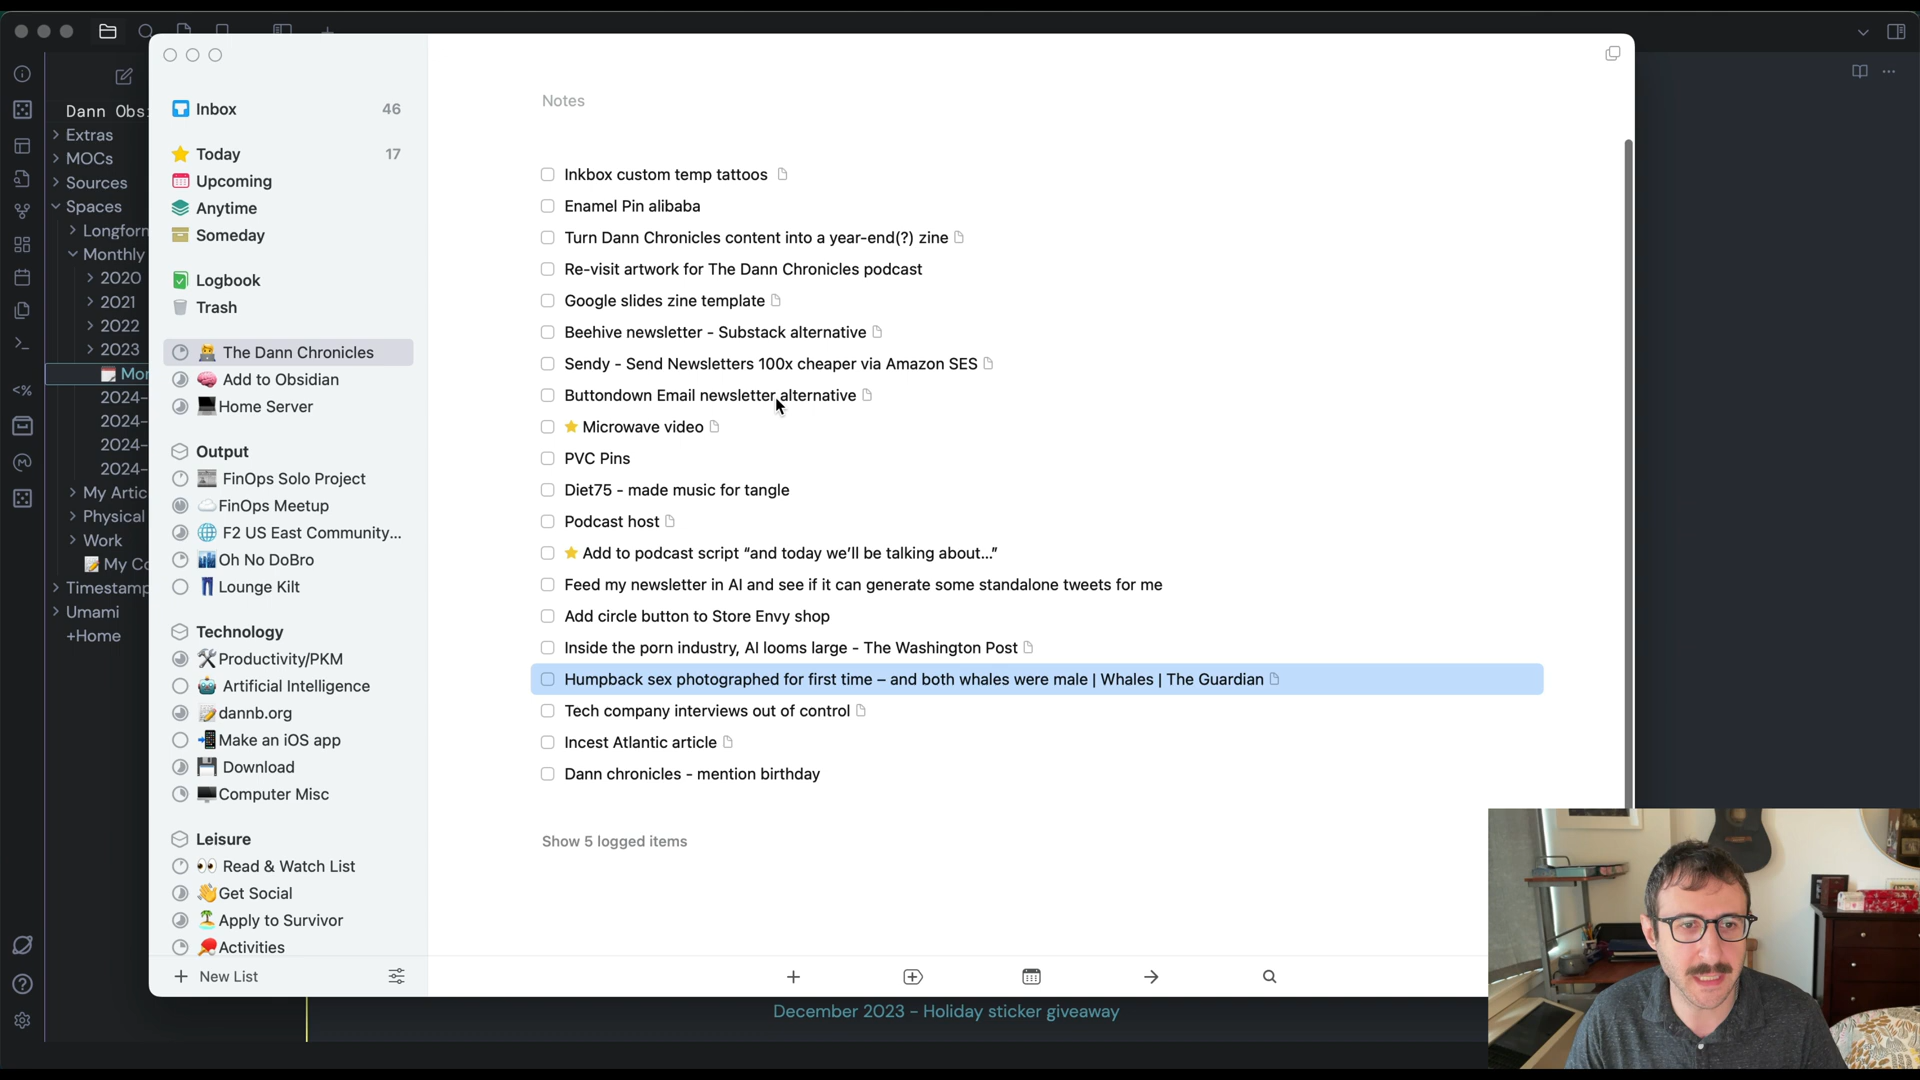 Dann Obs
Extras
MOCs
Sources
Spaces
Longforn
Monthly
2020
2021
2022
2023
Mon
2024-
2024-
2024-
2024-
My Artic
Physical
Work
My Co
Timestamp
Umami
+Home
Inbox 46
Today 17
Upcoming
Anytime
Someday
Logbook
Trash
The Dann Chronicles
Add to Obsidian
Home Server
Output
FinOps Solo Project
FinOps Meetup
F2 US East Community...
Oh No DoBro
Lounge Kilt
Technology
Productivity/PKM
Artificial Intelligence
dannb.org
Make an iOS app
Download
Computer Misc
Leisure
Read & Watch List
Get Social
Apply to Survivor
Activities
New List
Notes
Inkbox custom temp tattoos
Enamel Pin alibaba
Turn Dann Chronicles content into a year-end(?) zine
Re-visit artwork for The Dann Chronicles podcast
Google slides zine template
Beehive newsletter - Substack alternative
Sendy - Send Newsletters 100x cheaper via Amazon SES
Buttondown Email newsletter alternative
Microwave video
PVC Pins
Diet75 - made music for tangle
Podcast host
Add to podcast script “and today we’ll be talking about...”
Feed my newsletter in AI and see if it can generate some standalone tweets for me
Add circle button to Store Envy shop
Inside the porn industry, AI looms large - The Washington Post
Humpback sex photographed for first time – and both whales were male | Whales | The Guardian
Tech company interviews out of control
Incest Atlantic article
Dann chronicles - mention birthday
Show 5 logged items
December 2023 - Holiday sticker giveaway